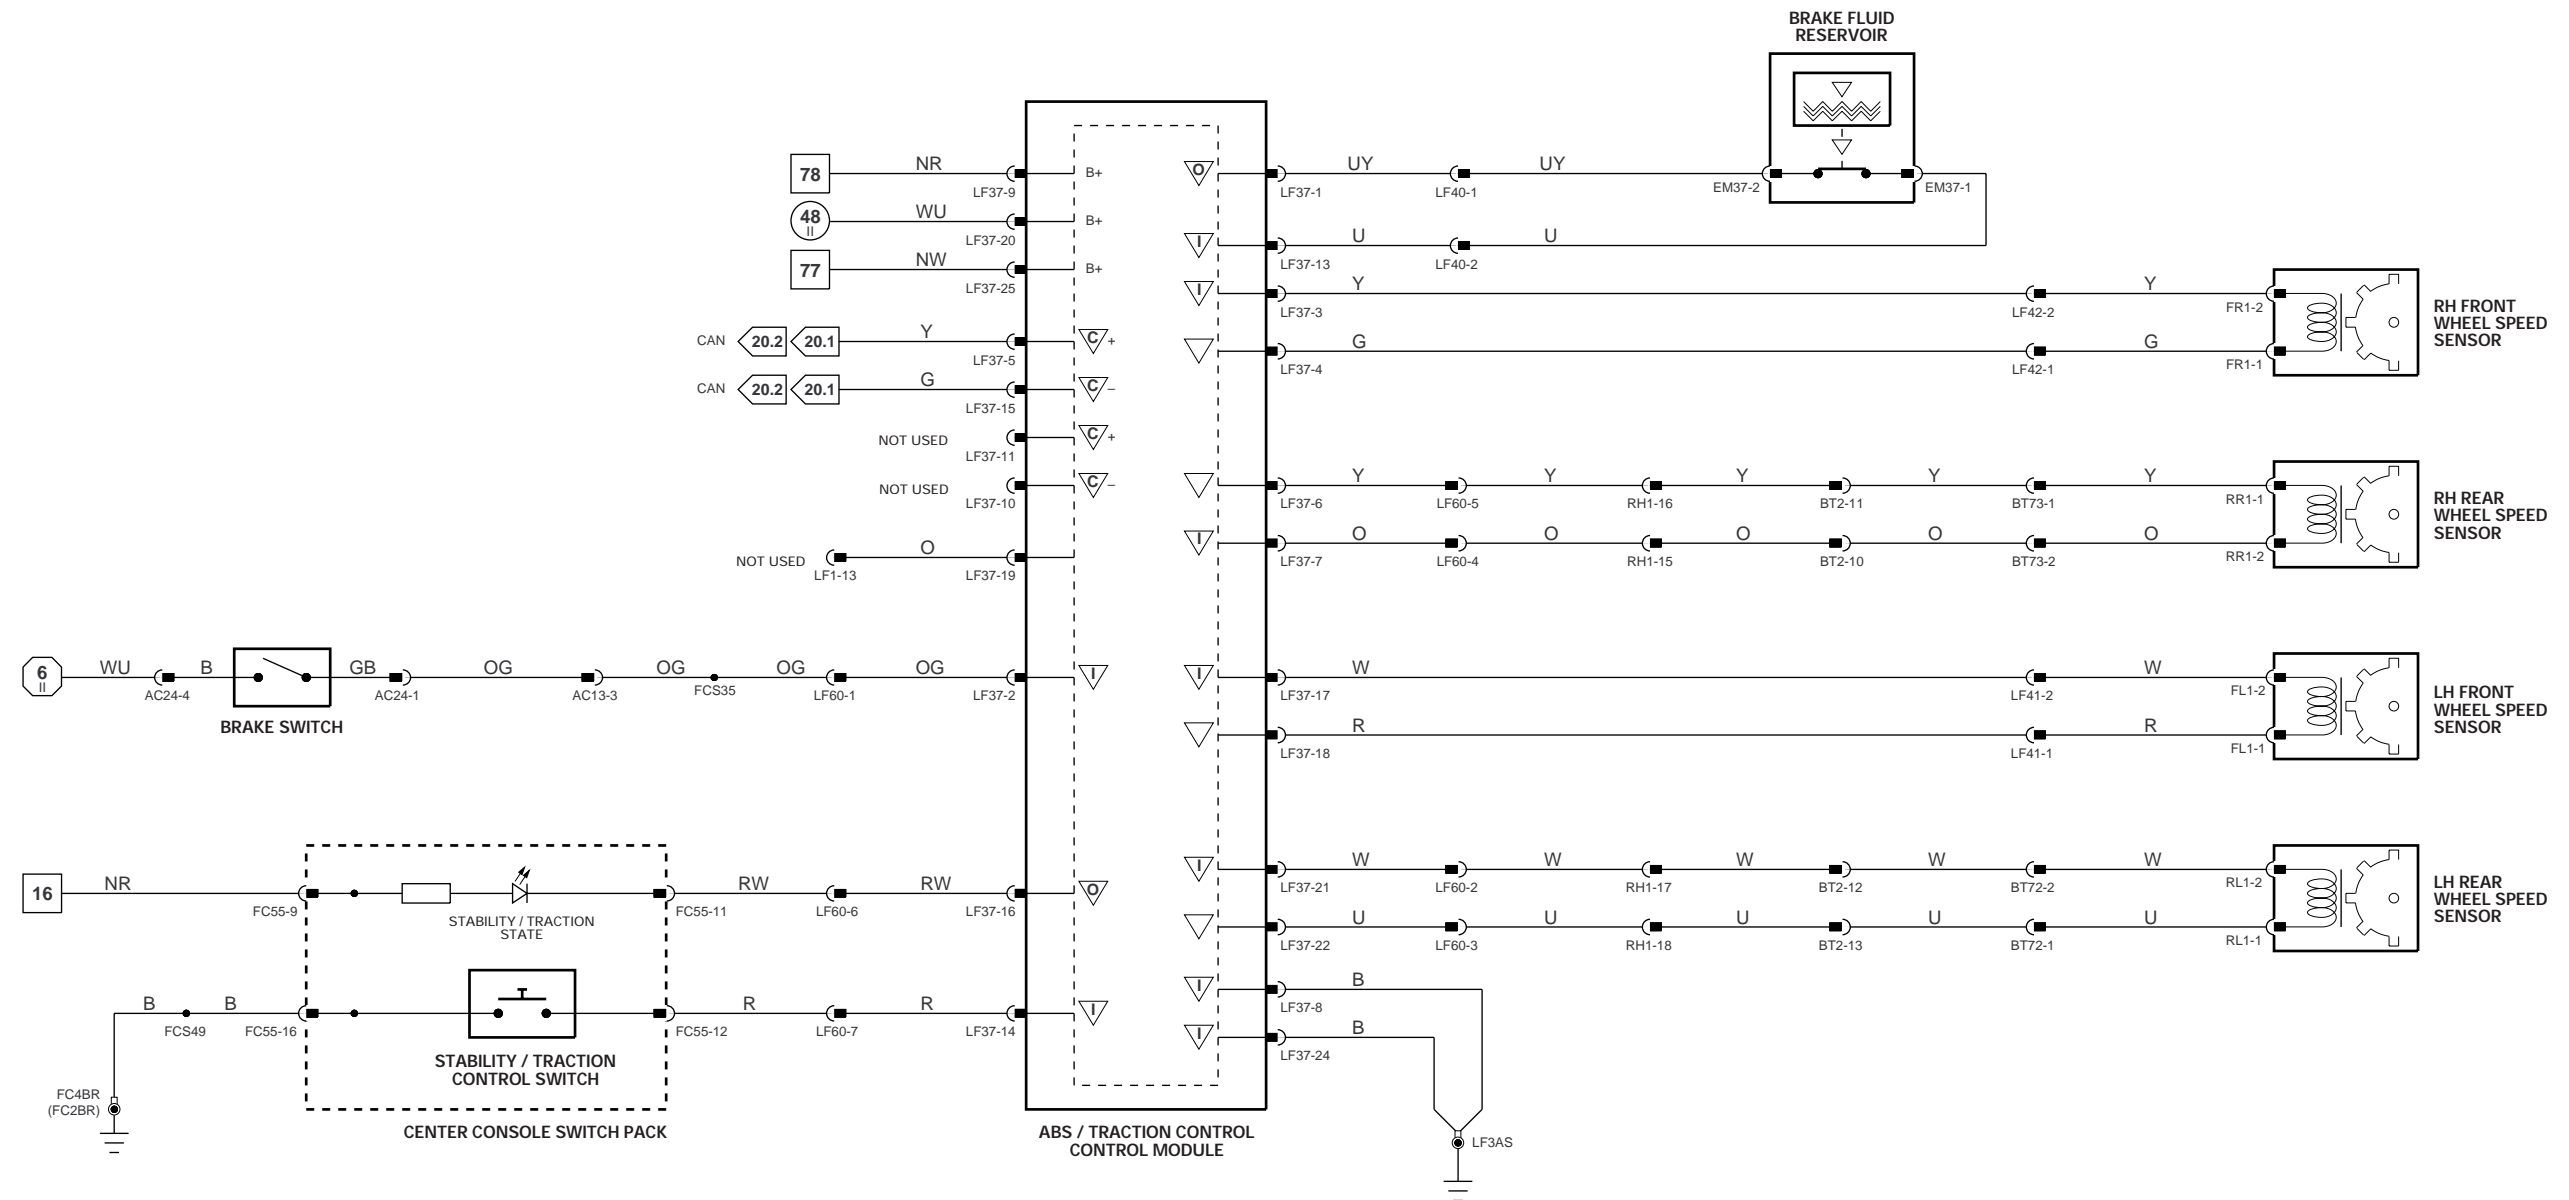 BRAKE FLUID
RESERVOIR
78
NR
LF37-9
B+
O
LF37-1
UY
LF40-1
UY
EM37-2
EM37-1
48
II
WU
LF37-20
B+
I
LF37-13
U
LF40-2
U
77
NW
LF37-25
B+
I
LF37-3
Y
LF42-2
Y
FR1-2
RH FRONT
WHEEL SPEED
SENSOR
CAN
20.2
20.1
Y
LF37-5
C
+
LF37-4
G
LF42-1
G
FR1-1
CAN
20.2
20.1
G
LF37-15
C
–
NOT USED
LF37-11
C
+
NOT USED
LF37-10
C
–
LF37-6
Y
LF60-5
Y
RH1-16
Y
BT2-11
Y
BT73-1
Y
RR1-1
RH REAR
WHEEL SPEED
SENSOR
NOT USED
LF1-13
O
LF37-19
I
LF37-7
O
LF60-4
O
RH1-15
O
BT2-10
O
BT73-2
O
RR1-2
6
II
WU
AC24-4
B
BRAKE SWITCH
GB
AC24-1
OG
AC13-3
OG
FCS35
OG
LF60-1
OG
LF37-2
I
I
LF37-17
W
LF41-2
W
FL1-2
LH FRONT
WHEEL SPEED
SENSOR
LF37-18
R
LF41-1
R
FL1-1
16
NR
FC55-9
STABILITY / TRACTION
STATE
FC55-11
RW
LF60-6
RW
LF37-16
O
I
LF37-21
W
LF60-2
W
RH1-17
W
BT2-12
W
BT72-2
W
RL1-2
LH REAR
WHEEL SPEED
SENSOR
LF37-22
U
LF60-3
U
RH1-18
U
BT2-13
U
BT72-1
U
RL1-1
B
FCS49
B
FC55-16
STABILITY / TRACTION
CONTROL SWITCH
FC55-12
R
LF60-7
R
LF37-14
I
I
LF37-8
B
I
LF37-24
B
FC4BR
(FC2BR)
CENTER CONSOLE SWITCH PACK
ABS / TRACTION CONTROL
CONTROL MODULE
LF3AS